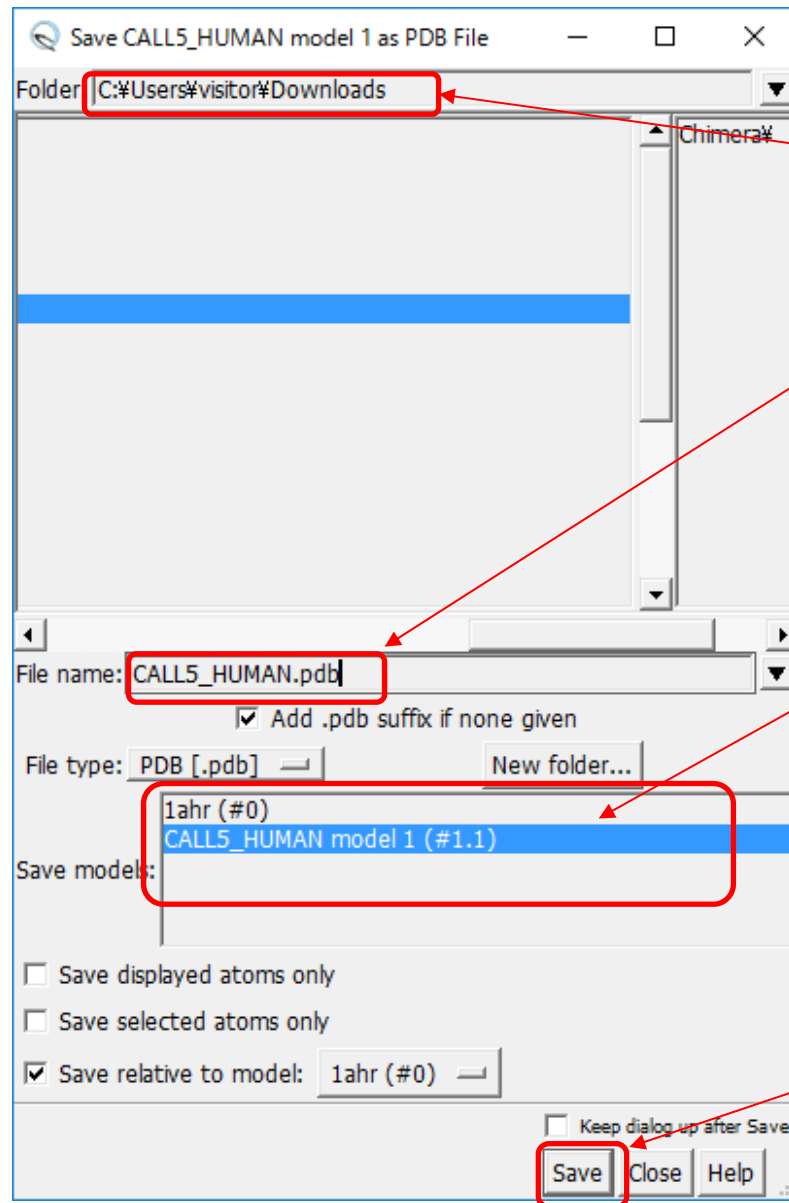 Save CALL5_HUMAN model 1 as PDB File
Folder C:¥Users¥visitor¥Downloads
Chimera¥
File name: CALL5_HUMAN.pdb
Add .pdb suffix if none given
File type: PDB [.pdb] New folder...
1ahr (#0)
CALL5_HUMAN model 1 (#1.1)
Save models:
Save displayed atoms only
Save selected atoms only
Save relative to model: 1ahr (#0)
Keep dialog up after Save
Save Close Help